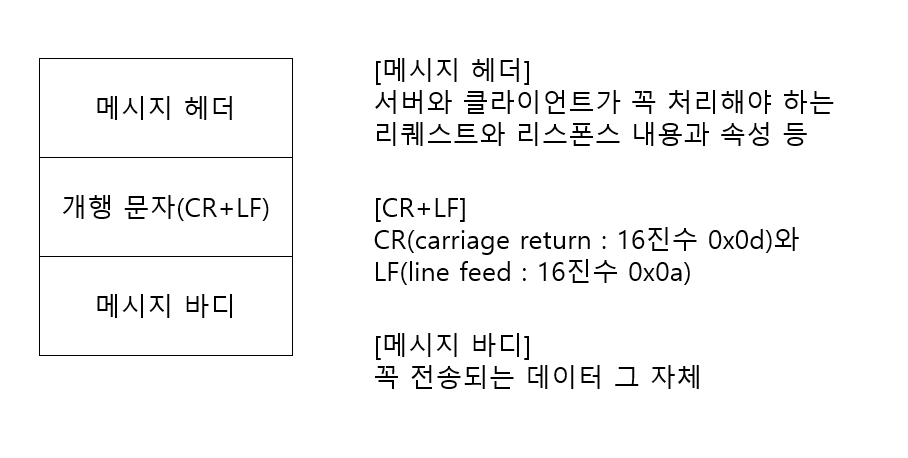 메시지 헤더
개행 문자(CR+LF)
메시지 바디
[메시지 헤더]
서버와 클라이언트가 꼭 처리해야 하는
리퀘스트와 리스폰스 내용과 속성 등
[CR+LF]
CR(carriage return : 16진수 0x0d)와
LF(line feed : 16진수 0x0a)
[메시지 바디]
꼭 전송되는 데이터 그 자체